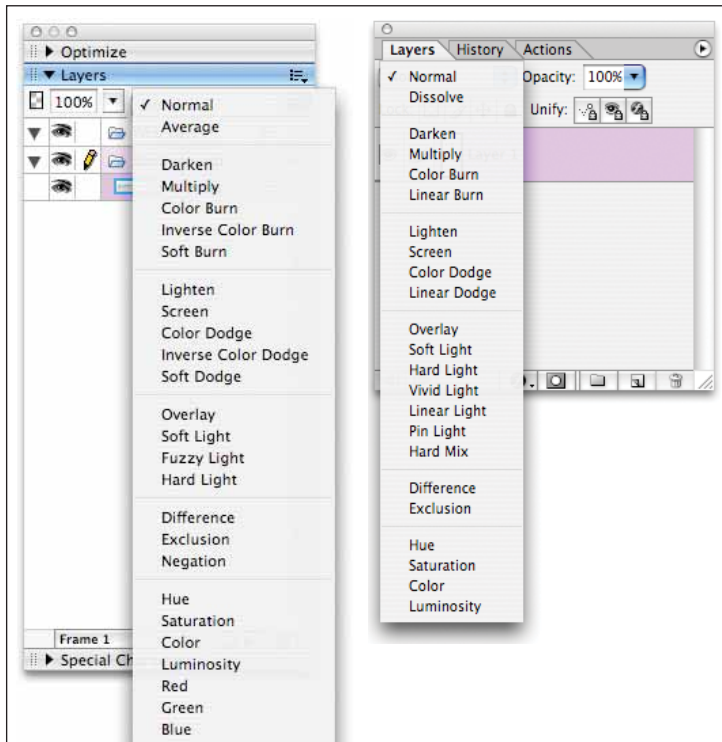 Optimize
Layers
100%
✓ Normal
Average
Darken
Multiply
Color Burn
Inverse Color Burn
Soft Burn
Lighten
Screen
Color Dodge
Inverse Color Dodge
Soft Dodge
Overlay
Soft Light
Fuzzy Light
Hard Light
Difference
Exclusion
Negation
Hue
Saturation
Color
Luminosity
Red
Green
Blue
Frame 1
Special Ch
Layers History Actions
✓ Normal
Dissolve
Darken
Multiply
Color Burn
Linear Burn
Lighten
Screen
Color Dodge
Linear Dodge
Overlay
Soft Light
Hard Light
Vivid Light
Linear Light
Pin Light
Hard Mix
Difference
Exclusion
Hue
Saturation
Color
Luminosity
Opacity: 100%
Unify: